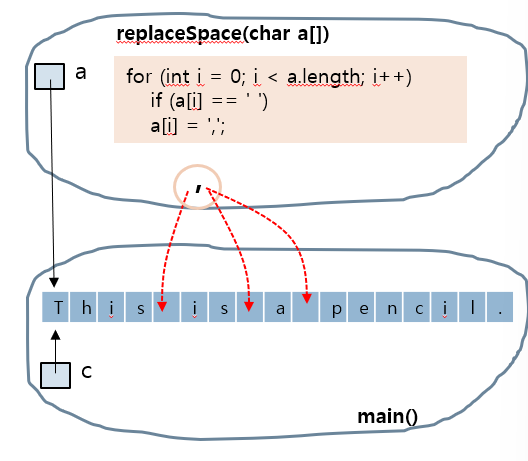 replaceSpace(char a[])
a
for (int i = 0; i < a.length; i++)
if (a[i] == ' ')
a[i] = ',';
,
T h i s i s a p e n c i l .
c
main()